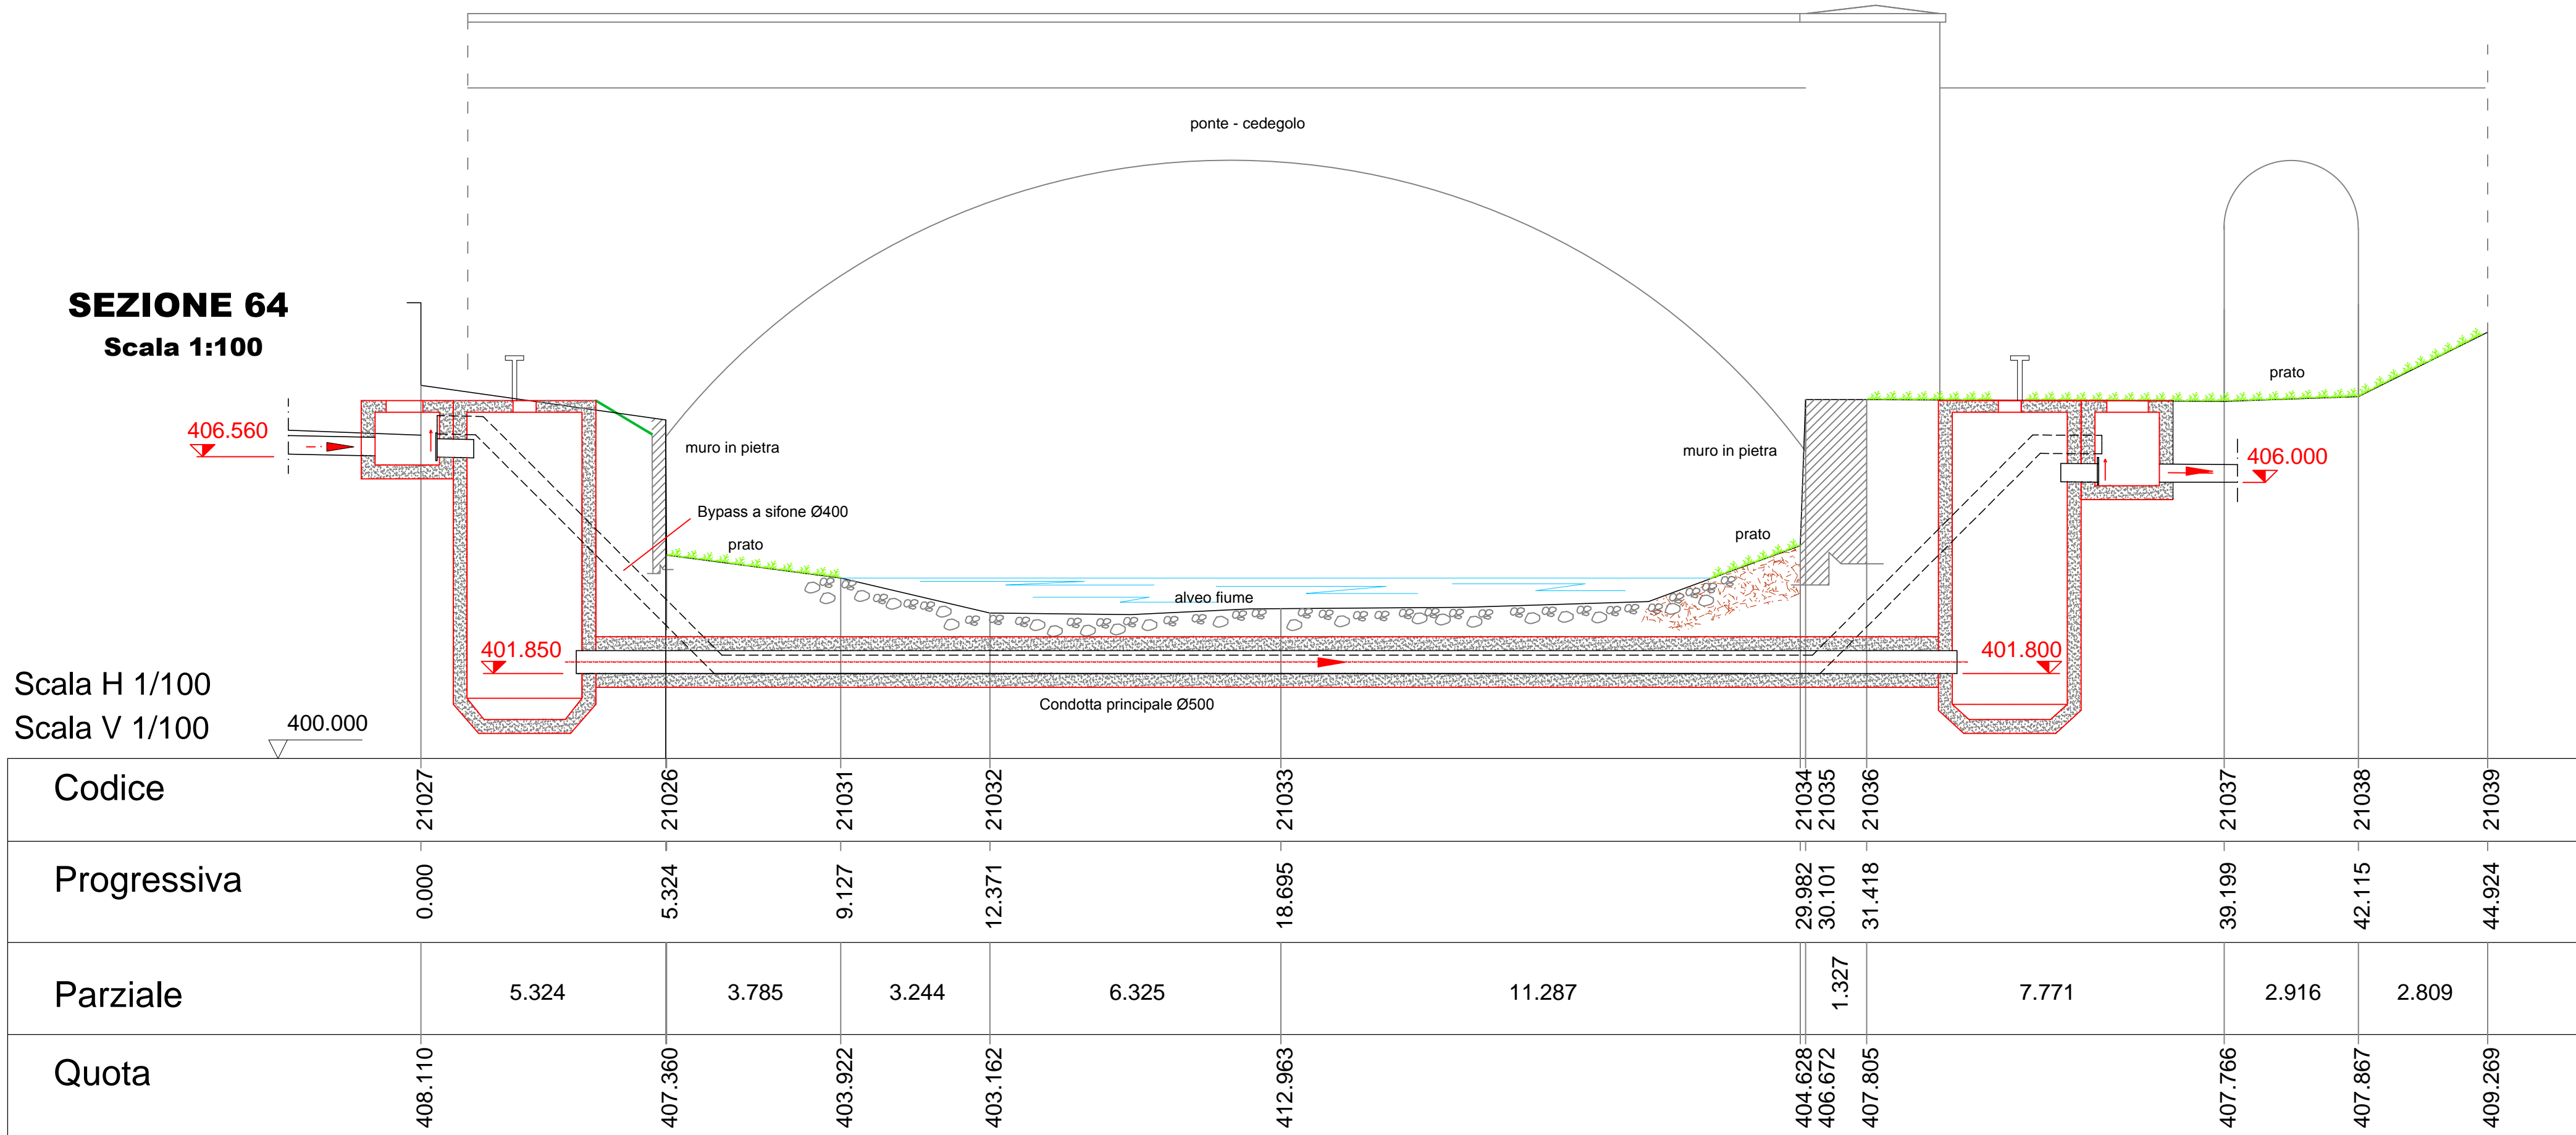 ponte - cedegolo
SEZIONE 64
Scala 1:100
prato
406.560
muro in pietra
muro in pietra
406.000
Bypass a sifone Ø400
prato
prato
alveo fiume
401.850
401.800
Scala H 1/100
Condotta principale Ø500
Scala V 1/100
400.000
Codice 21027 21026 21031 21032 21033 21034 21035 21036 21037 21038 21039
Progressiva 0.000 5.324 9.127 12.371 18.695 29.982 30.101 31.418 39.199 42.115 44.924
Parziale 5.324 3.785 3.244 6.325 11.287 1.327 7.771 2.916 2.809
Quota 408.110 407.360 403.922 403.162 412.963 404.628 406.672 407.805 407.766 407.867 409.269